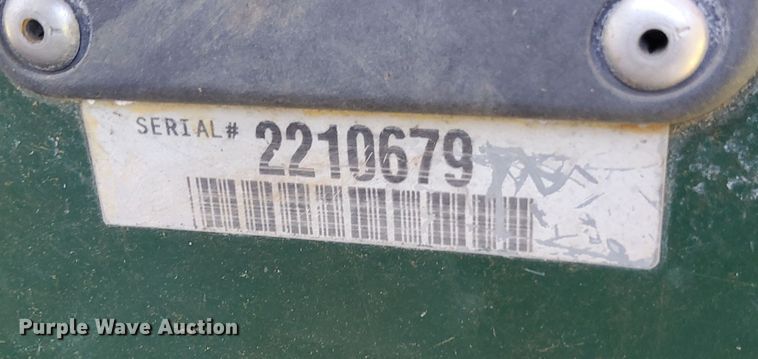 SERIAL# 2210679
Purple Wave Auction